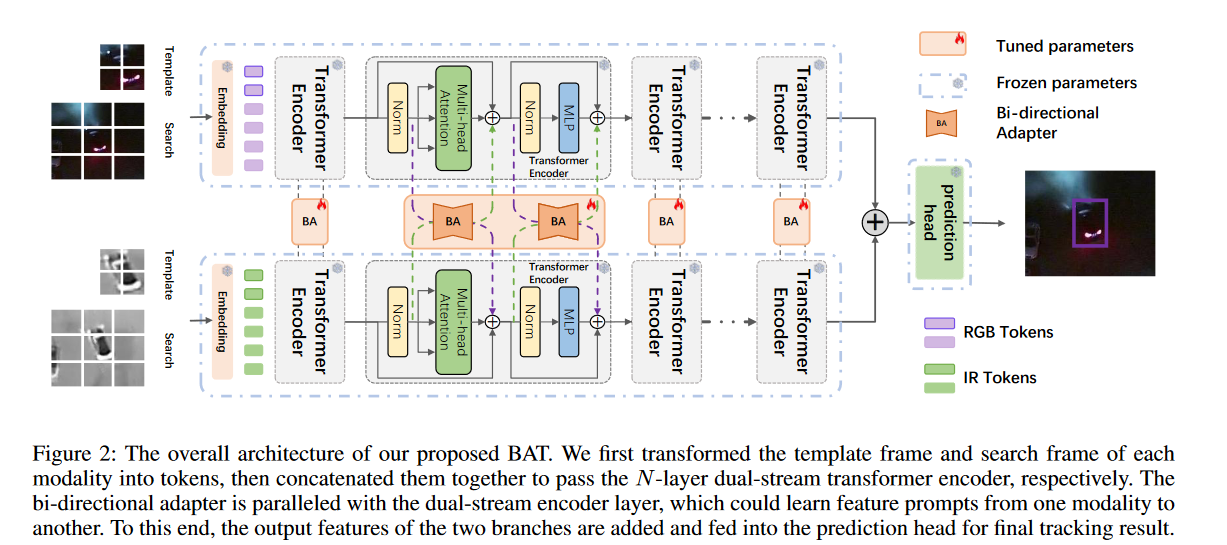 Template
Search
Embedding
Transformer
Encoder
Norm
Multi-head
Attention
Norm
MLP
Transformer
Encoder
Transformer
Encoder
Transformer
Encoder
BA
BA
BA
BA
BA
Template
Search
Embedding
Transformer
Encoder
Norm
Multi-head
Attention
Transformer
Encoder
Norm
MLP
Transformer
Encoder
Transformer
Encoder
prediction
head
Tuned parameters
Frozen parameters
BA
Bi-directional
Adapter
RGB Tokens
IR Tokens
Figure 2: The overall architecture of our proposed BAT. We first transformed the template frame and search frame of each
modality into tokens, then concatenated them together to pass the N-layer dual-stream transformer encoder, respectively. The
bi-directional adapter is paralleled with the dual-stream encoder layer, which could learn feature prompts from one modality to
another. To this end, the output features of the two branches are added and fed into the prediction head for final tracking result.